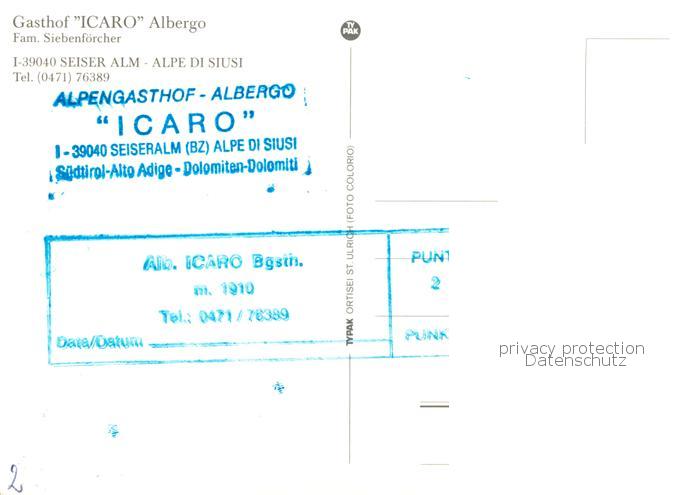 Gasthof "ICARO" Albergo
Fam. Siebenförcher
I-39040 SEISER ALM - ALPE DI SIUSI
Tel. (0471) 76389
TYPAK
ALPENGASTHOF - ALBERGO
"ICARO"
I - 39040 SEISERALM (BZ) ALPE DI SIUSI
Südtirol-Alto Adige - Dolomiten-Dolomiti
Alb. ICARO Bgsth.
m. 1910
Tel.: 0471 / 76389
Data/Datum
PUNT
2
PUNK
TYPAK ORTISEI ST. ULRICH (FOTO COLORIO)
privacy protection
Datenschutz
2